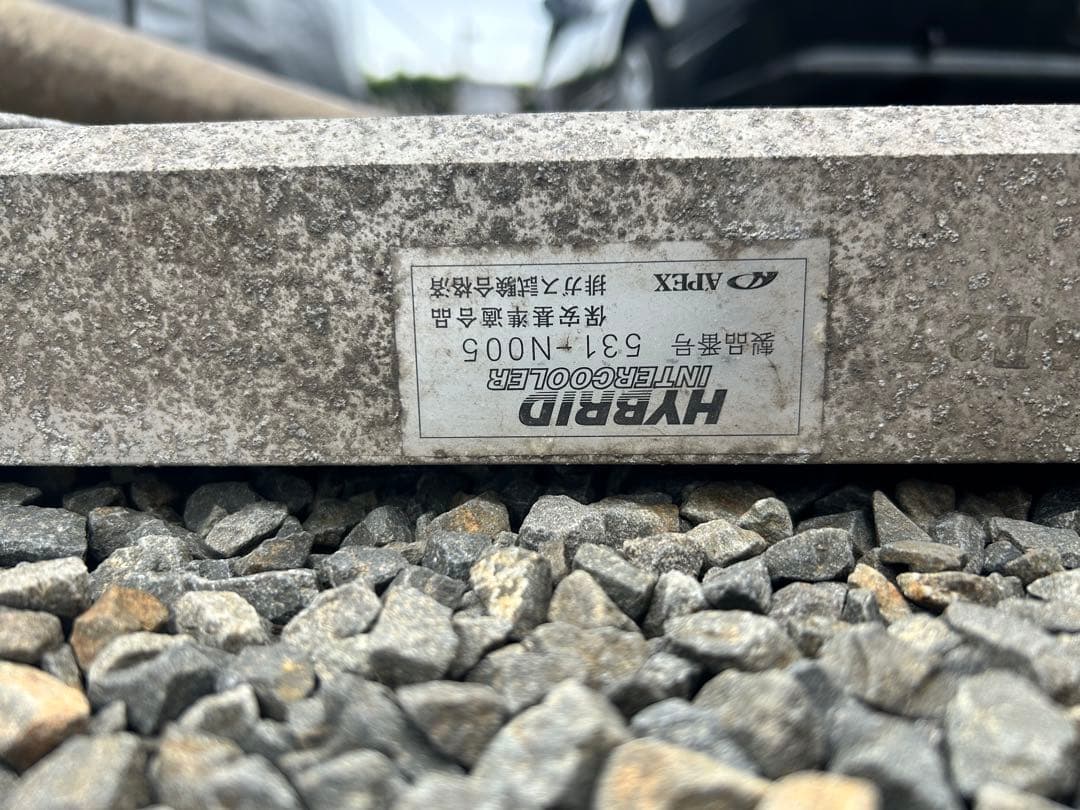 HYBRID
INTERCOOLER
製品番号 531-N005
保安基準適合品
APEX 排ガス試験合格済